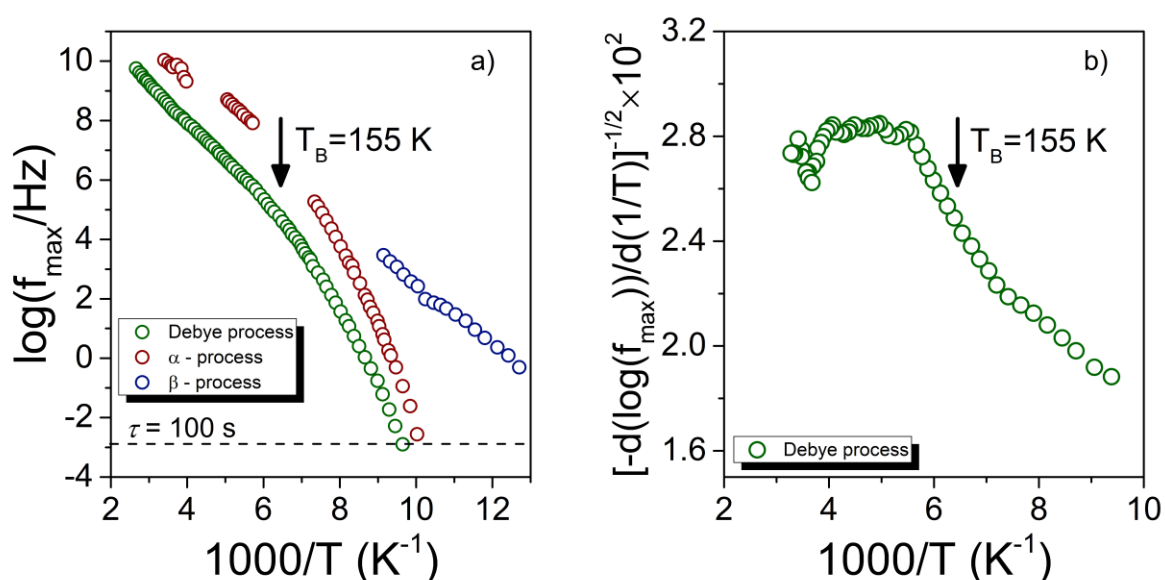 a)
log(f_max/Hz)
10
8
6
4
2
0
-2
-4
T_B=155 K
Debye process
α - process
β - process
τ = 100 s
2 4 6 8 10 12
1000/T (K^-1)
b)
[-d(log(f_max))/d(1/T)]^-1/2×10^2
3.2
2.8
2.4
2.0
1.6
T_B=155 K
Debye process
2 4 6 8 10
1000/T (K^-1)